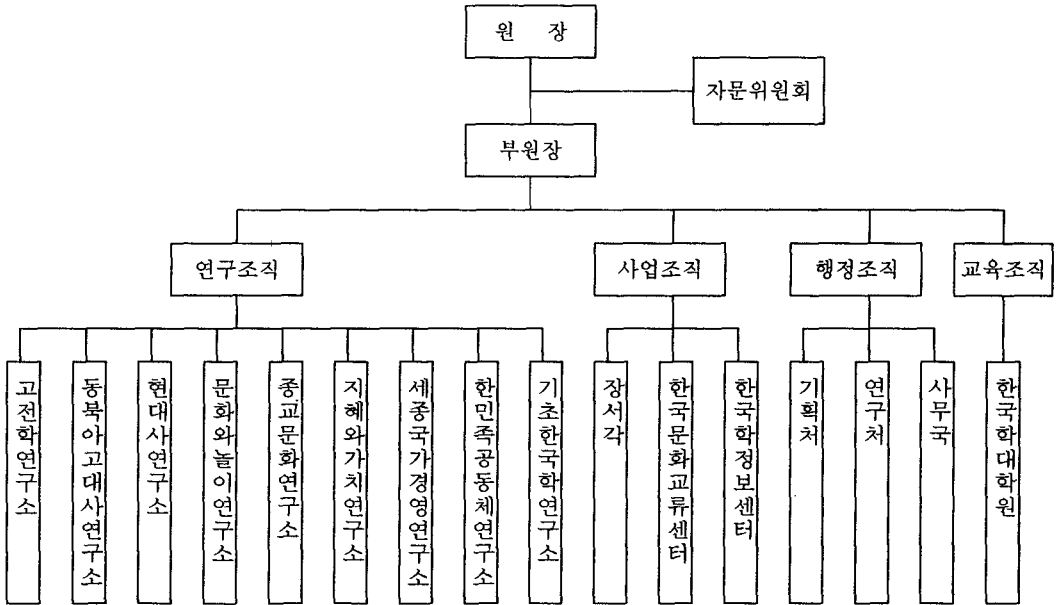 원 장
자문위원회
부원장
연구조직
사업조직
행정조직
교육조직
고전학연구소
동북아고대사연구소
현대사연구소
문화와놀이연구소
종교문화연구소
지혜와가치연구소
세종국가경영연구소
한민족공동체연구소
기초한국학연구소
장서각
한국문화교류센터
한국학정보센터
기획처
연구처
사무국
한국학대학원